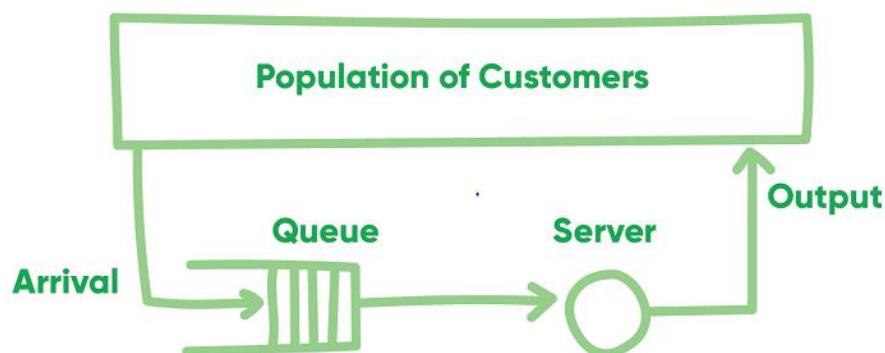 Population of Customers
Output
Queue
Server
Arrival